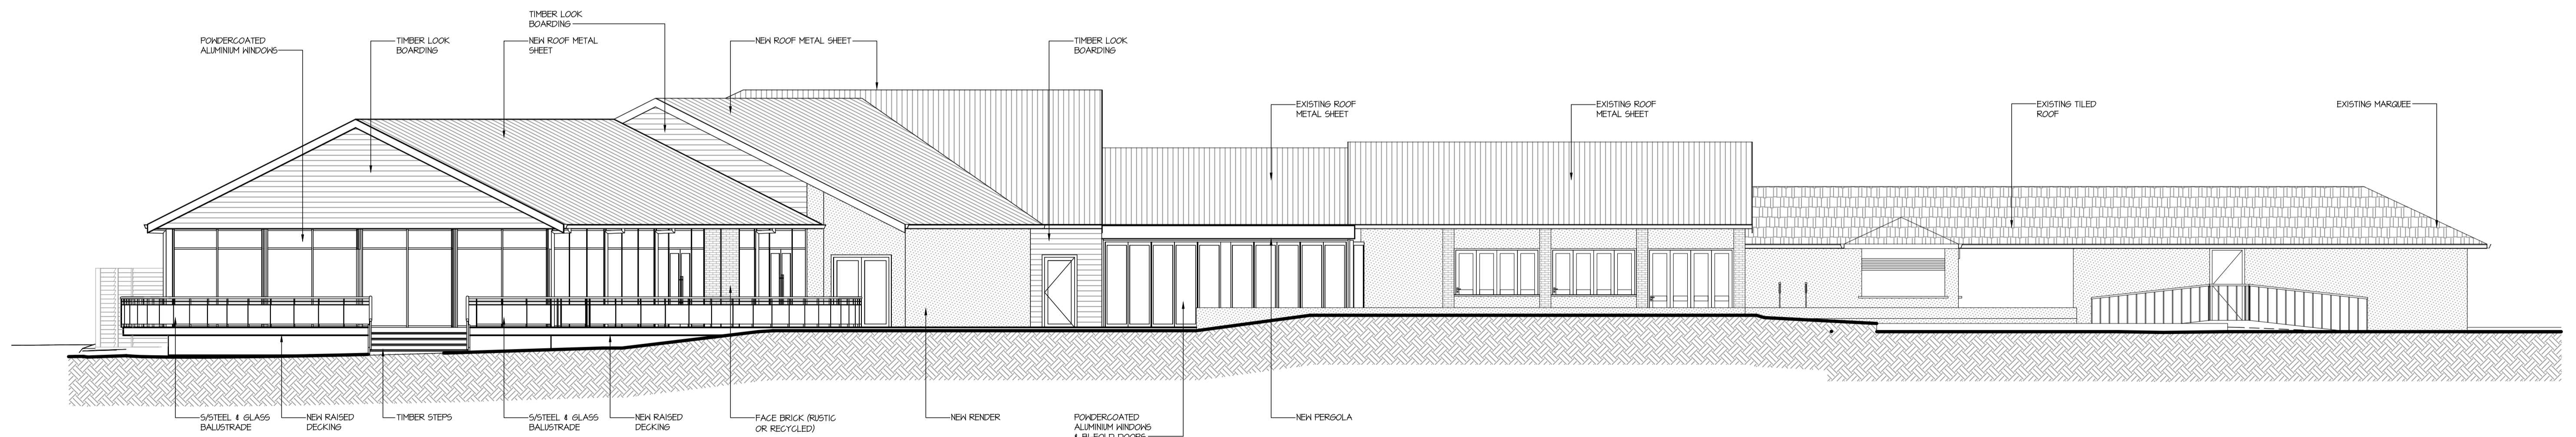 TIMBER LOOK
BOARDING
POWDERCOATED
ALUMINIUM WINDOWS
TIMBER LOOK
BOARDING
NEW ROOF METAL
SHEET
NEW ROOF METAL SHEET
TIMBER LOOK
BOARDING
EXISTING ROOF
METAL SHEET
EXISTING ROOF
METAL SHEET
EXISTING TILED
ROOF
EXISTING MARQUEE
S/STEEL & GLASS
BALUSTRADE
NEW RAISED
DECKING
TIMBER STEPS
S/STEEL & GLASS
BALUSTRADE
NEW RAISED
DECKING
FACE BRICK (RUSTIC
OR RECYCLED)
NEW RENDER
POWDERCOATED
ALUMINIUM WINDOWS
& BI-FOLD DOORS
NEW PERGOLA